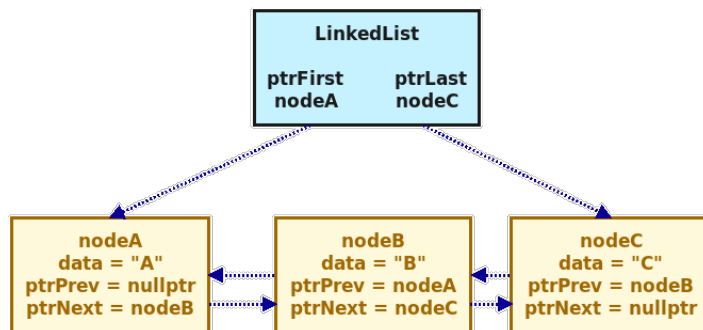 LinkedList
ptrFirst ptrLast
nodeA nodeC
nodeA
data = "A"
ptrPrev = nullptr
ptrNext = nodeB
nodeB
data = "B"
ptrPrev = nodeA
ptrNext = nodeC
nodeC
data = "C"
ptrPrev = nodeB
ptrNext = nullptr